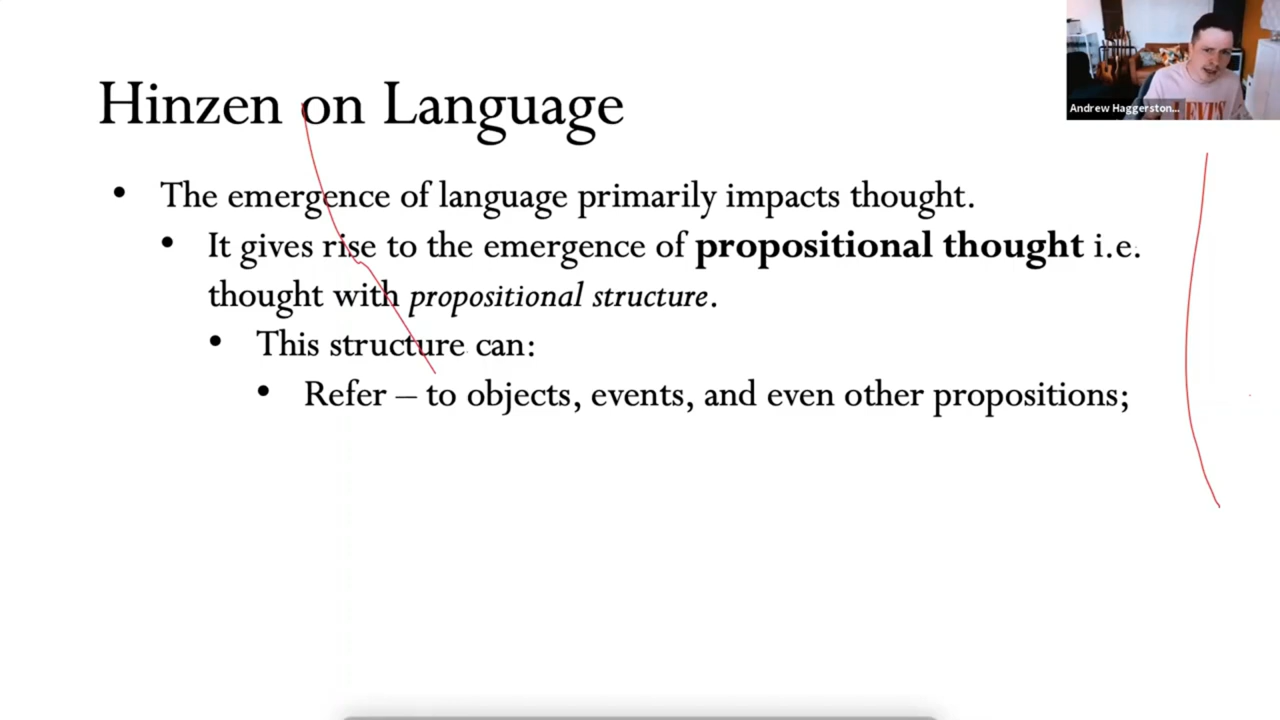 Hinzen on Language
• The emergence of language primarily impacts thought.
• It gives rise to the emergence of propositional thought i.e.
thought with propositional structure.
• This structure can:
• Refer – to objects, events, and even other propositions;
Andrew Haggerston...